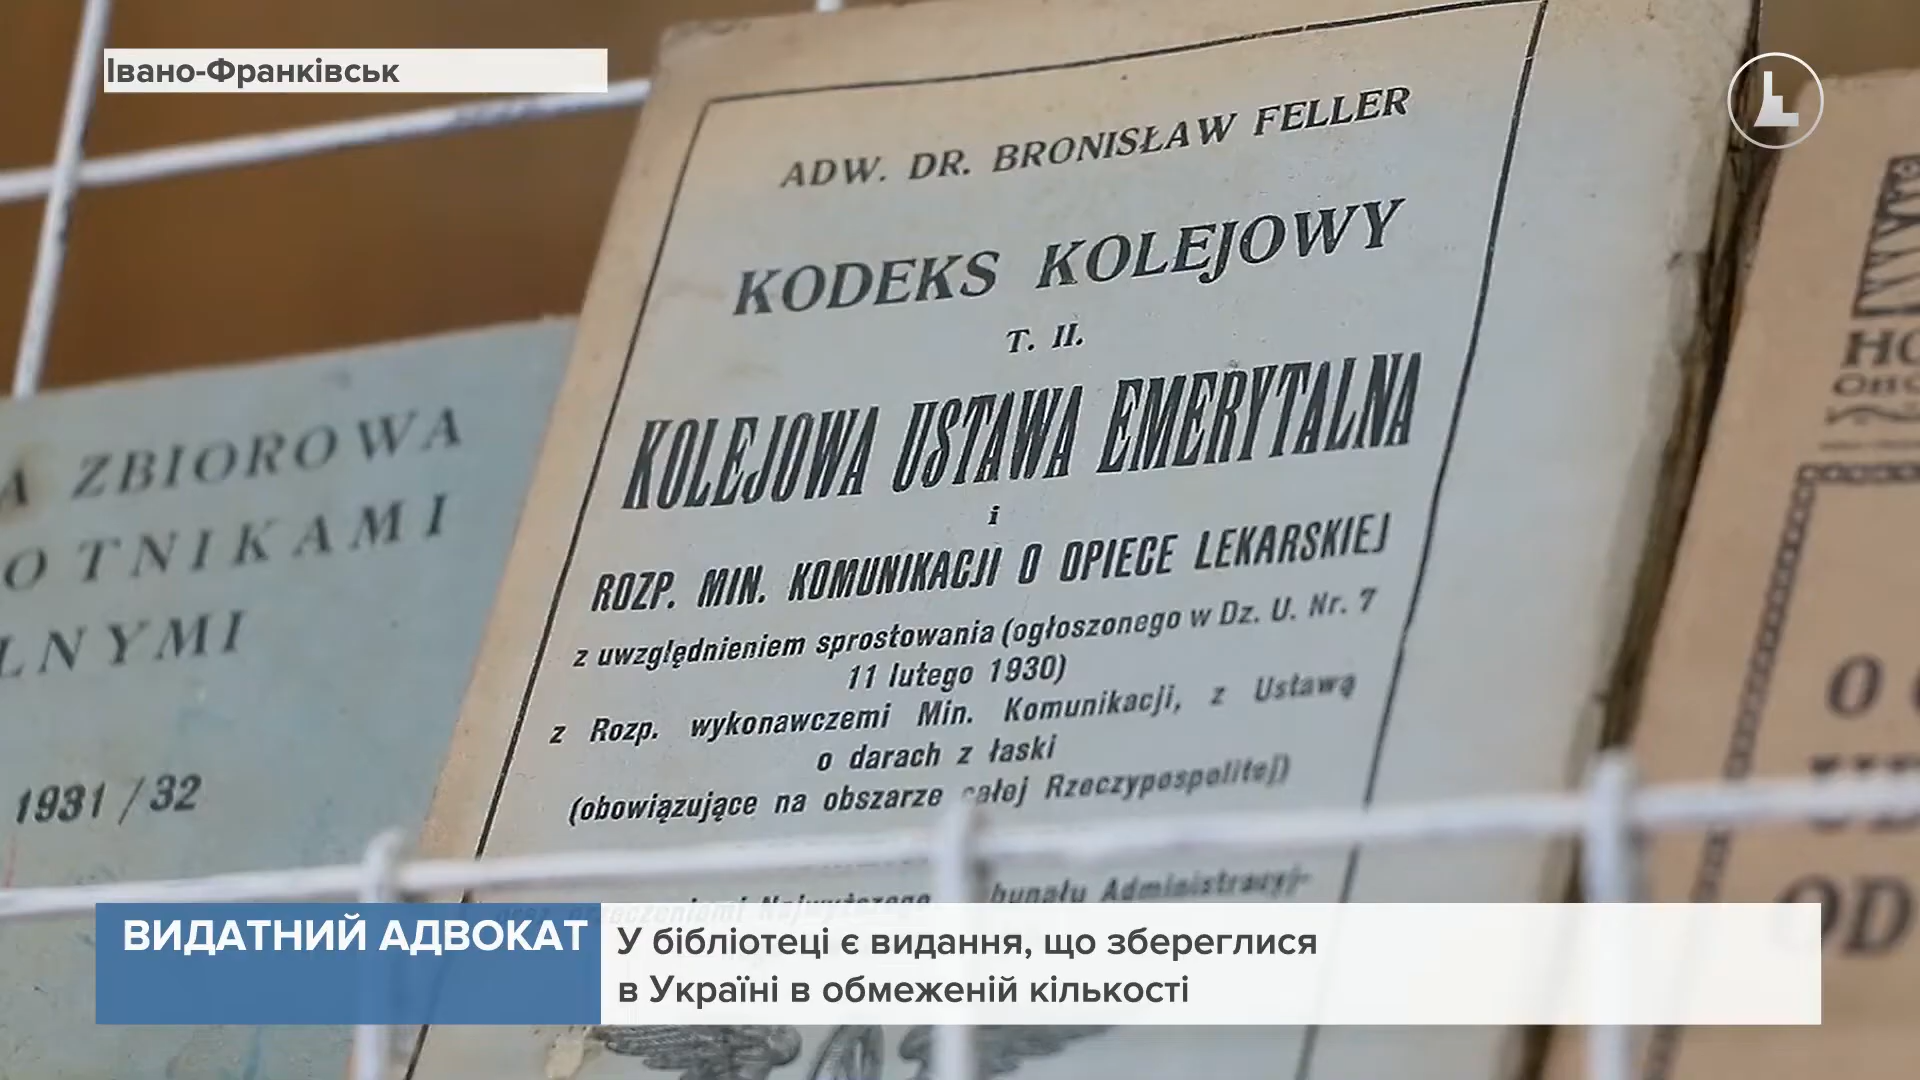 Івано-Франківськ
L
ADW. DR. BRONISŁAW FELLER
KODEKS KOLEJOWY
T. II.
KOLEJOWA USTAWA EMERYTALNA
i
ROZP. MIN. KOMUNIKACJI O OPIECE LEKARSKIEJ
z uwzględnieniem sprostowania (ogłoszonego w Dz. U. Nr. 7
11 lutego 1930)
z Rozp. wykonawczemi Min. Komunikacji, z Ustawą
o darach z łaski
(obowiązujące na obszarze całej Rzeczypospolitej)
Administracyj-
A ZBIOROWA
OTNIKAMI
LNYMI
1931/32
ВИДАТНИЙ АДВОКАТ
У бібліотеці є видання, що збереглися
в Україні в обмеженій кількості